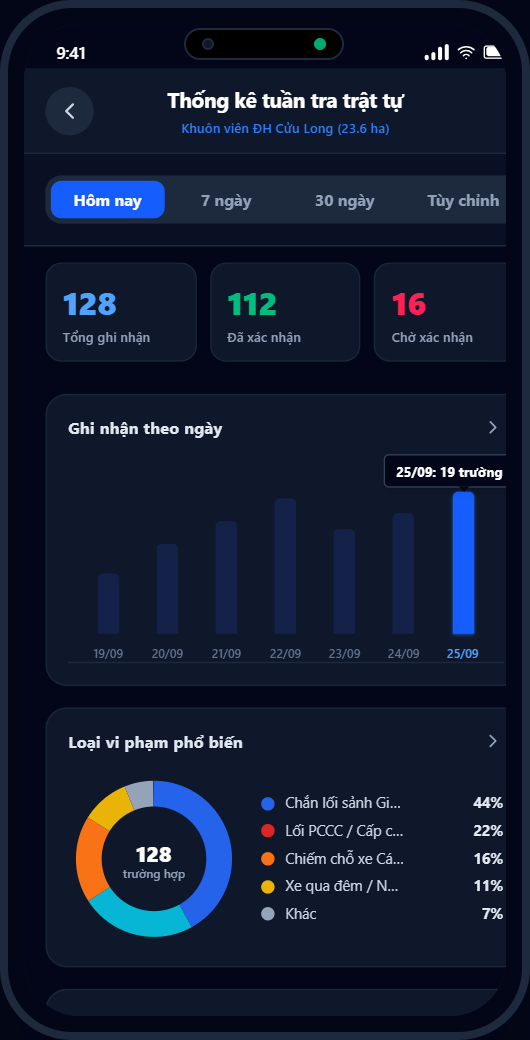 9:41
Thống kê tuần tra trật tự
Khuôn viên ĐH Cửu Long (23.6 ha)
Hôm nay
7 ngày
30 ngày
Tùy chỉnh
128
Tổng ghi nhận
112
Đã xác nhận
16
Chờ xác nhận
Ghi nhận theo ngày
25/09: 19 trường
19/09
20/09
21/09
22/09
23/09
24/09
25/09
Loại vi phạm phổ biến
128
trường hợp
Chắn lối sảnh Gi... 44%
Lối PCCC / Cấp c... 22%
Chiếm chỗ xe Cá... 16%
Xe qua đêm / N... 11%
Khác 7%